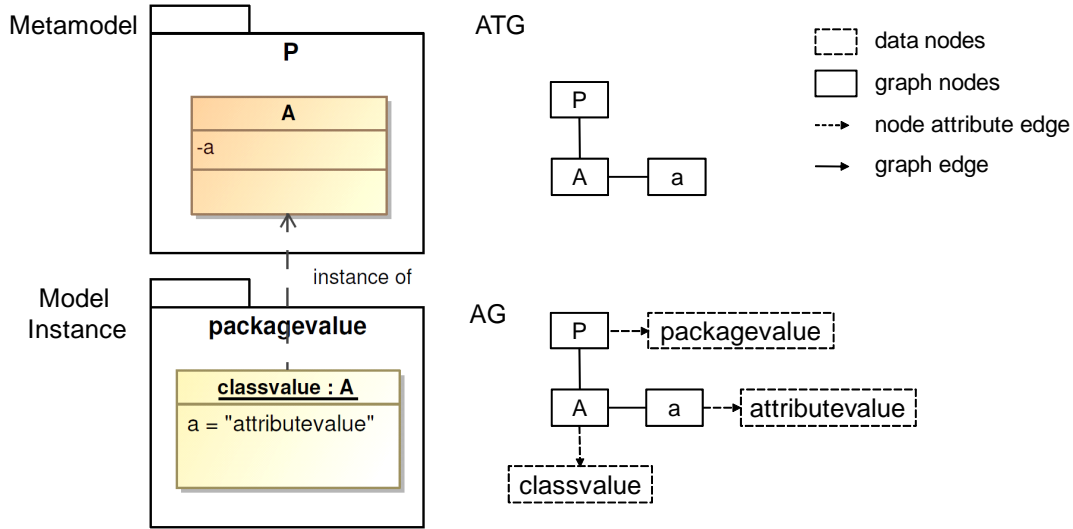 Metamodel
P
A
-a
instance of
Model
Instance
packagevalue
classvalue : A
a = "attributevalue"
ATG
P
A
a
data nodes
graph nodes
node attribute edge
graph edge
AG
P
packagevalue
A
a
attributevalue
classvalue